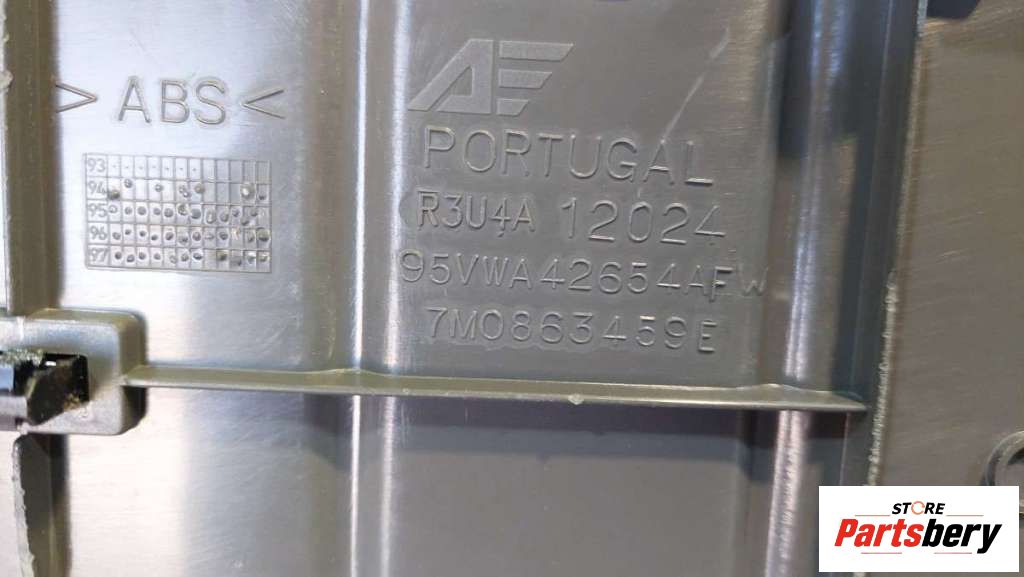 > ABS <
AE
PORTUGAL
R3U4A 12024
95VWA42654AFW
7M0863459E
93
94
95
96
97
STORE
Partsbery